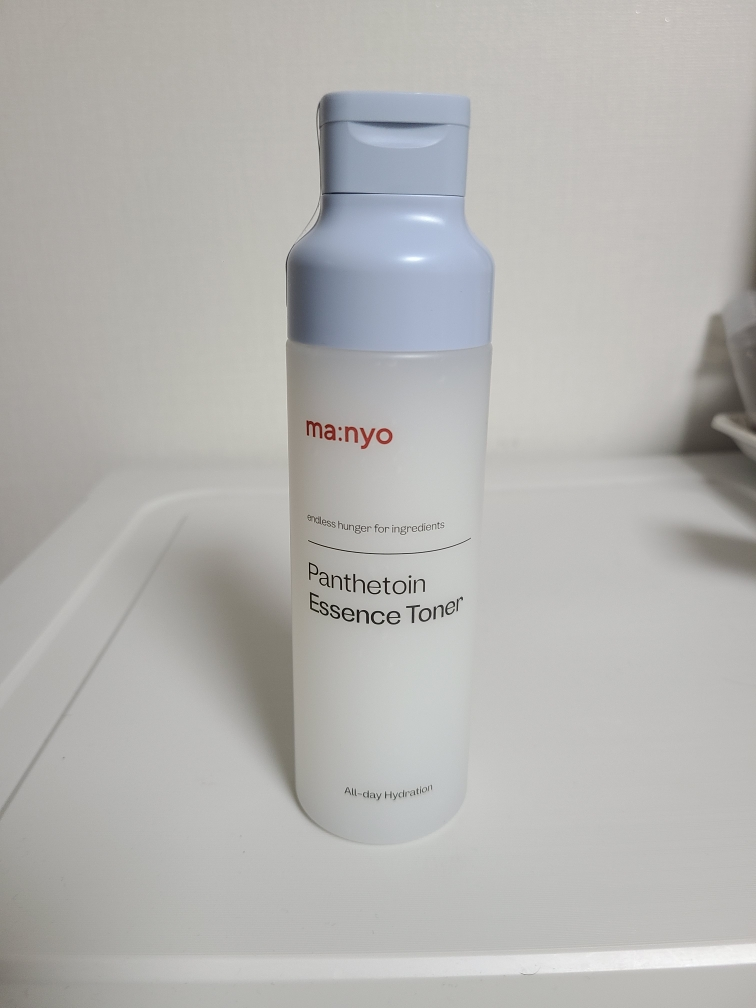 ma:nyo
endless hunger for ingredients
Panthetoin
Essence Toner
All-day Hydration